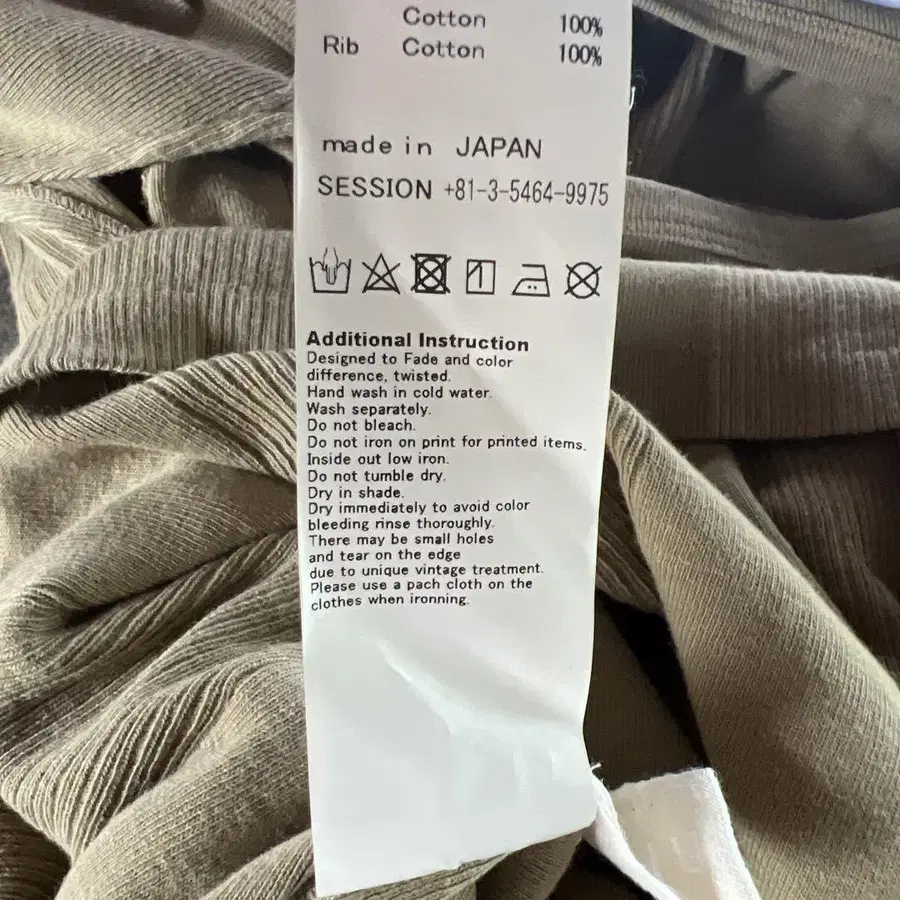 Cotton 100%
Rib Cotton 100%
made in JAPAN
SESSION +81-3-5464-9975
Additional Instruction
Designed to Fade and color
difference, twisted.
Hand wash in cold water.
Wash separately.
Do not bleach.
Do not iron on print for printed items.
Inside out low iron.
Do not tumble dry.
Dry in shade.
Dry immediately to avoid color
bleeding rinse thoroughly.
There may be small holes
and tear on the edge
due to unique vintage treatment.
Please use a pach cloth on the
clothes when ironning.